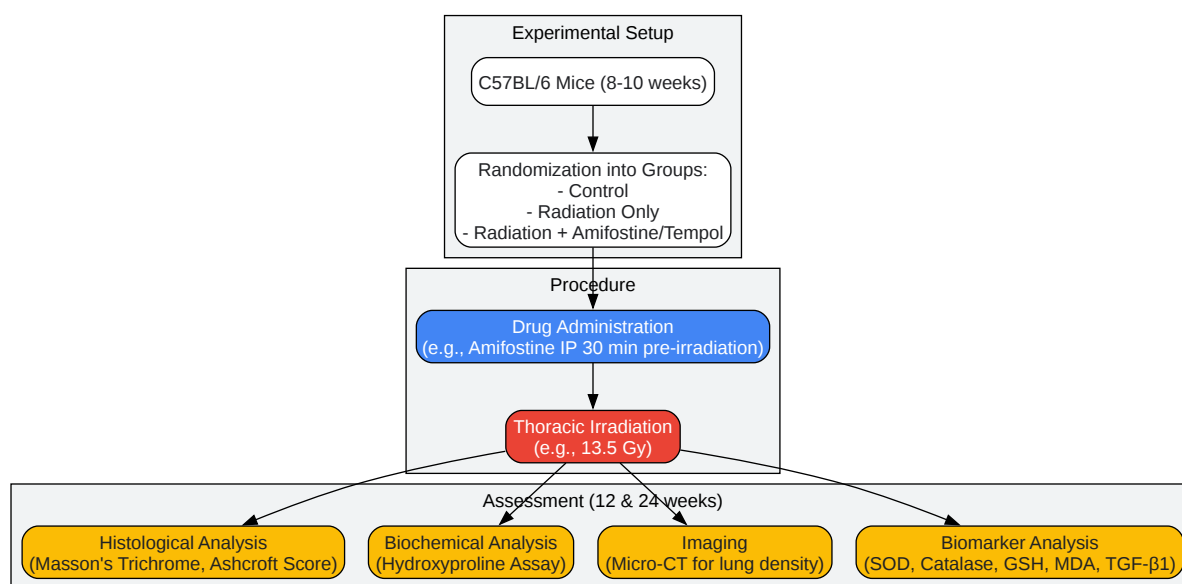 Experimental Setup
C57BL/6 Mice (8-10 weeks)
Randomization into Groups:
- Control
- Radiation Only
- Radiation + Amifostine/Tempol
Procedure
Drug Administration
(e.g., Amifostine IP 30 min pre-irradiation)
Thoracic Irradiation
(e.g., 13.5 Gy)
Assessment (12 & 24 weeks)
Histological Analysis
(Masson's Trichrome, Ashcroft Score)
Biochemical Analysis
(Hydroxyproline Assay)
Imaging
(Micro-CT for lung density)
Biomarker Analysis
(SOD, Catalase, GSH, MDA, TGF-β1)